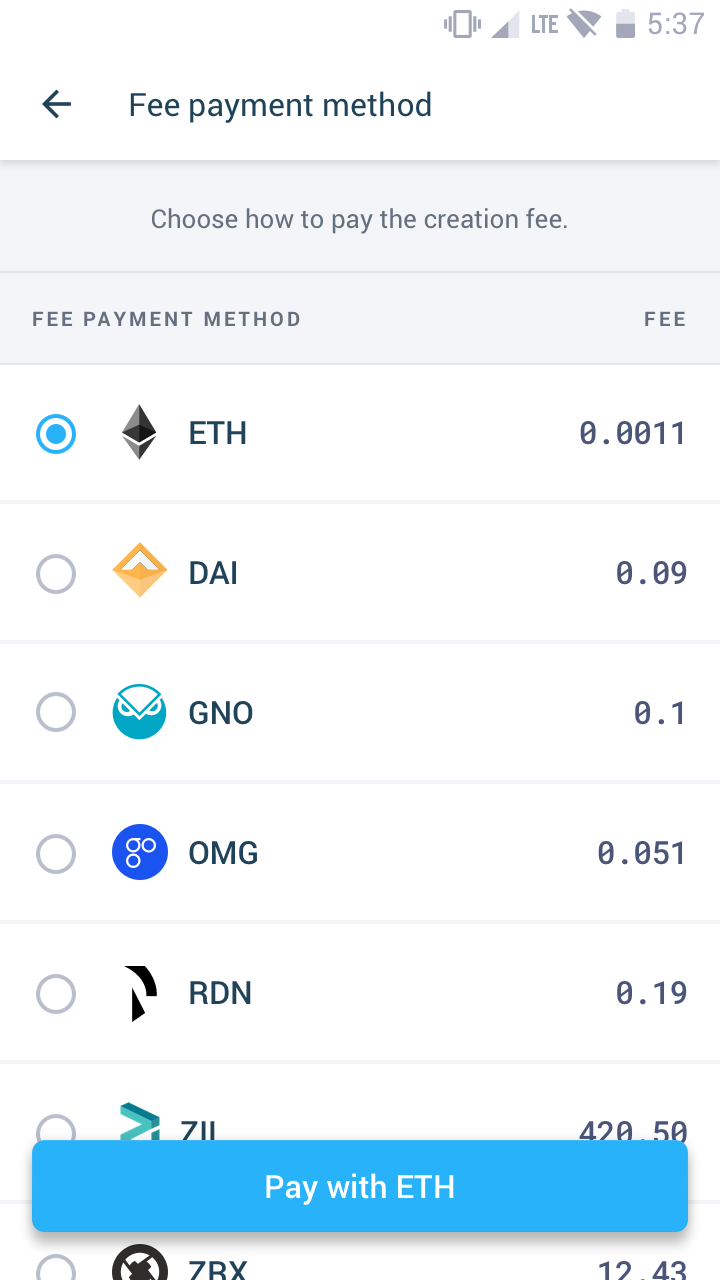 LTE 5:37
Fee payment method
Choose how to pay the creation fee.
FEE PAYMENT METHOD FEE
ETH 0.0011
DAI 0.09
GNO 0.1
OMG 0.051
RDN 0.19
ZIL 420.50
Pay with ETH
ZRX 12.43